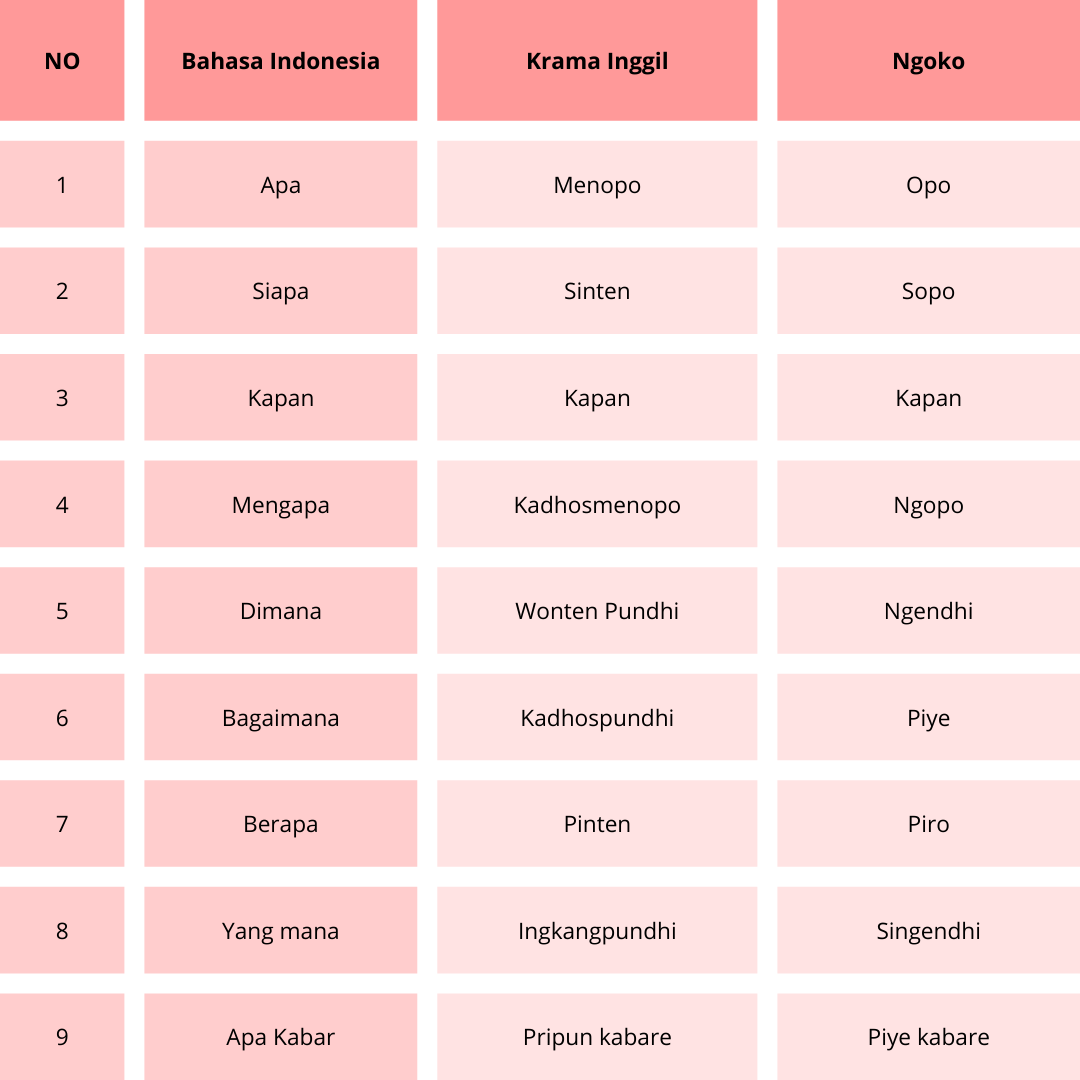 NO Bahasa Indonesia Krama Inggil Ngoko
1 Apa Menopo Opo
2 Siapa Sinten Sopo
3 Kapan Kapan Kapan
4 Mengapa Kadhosmenopo Ngopo
5 Dimana Wonten Pundhi Ngendhi
6 Bagaimana Kadhospundhi Piye
7 Berapa Pinten Piro
8 Yang mana Ingkangpundhi Singendhi
9 Apa Kabar Pripun kabare Piye kabare